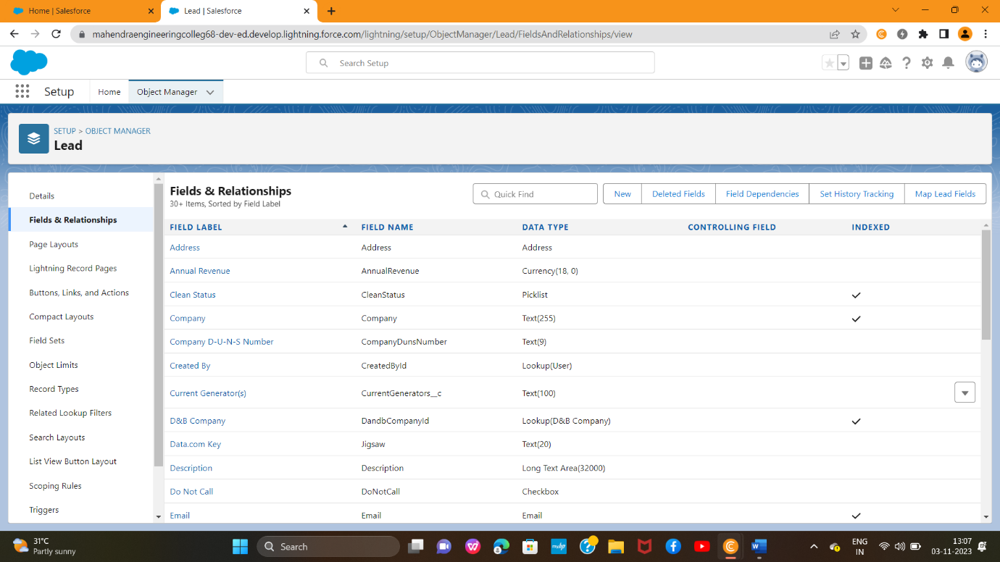 Home | Salesforce
Lead | Salesforce
mahendraengineeringcolleg68-dev-ed.develop.lightning.force.com/lightning/setup/ObjectManager/Lead/FieldsAndRelationships/view
Search Setup
Setup
Home
Object Manager
SETUP > OBJECT MANAGER
Lead
Details
Fields & Relationships
Page Layouts
Lightning Record Pages
Buttons, Links, and Actions
Compact Layouts
Field Sets
Object Limits
Record Types
Related Lookup Filters
Search Layouts
List View Button Layout
Scoping Rules
Triggers
Fields & Relationships
30+ Items, Sorted by Field Label
Quick Find
New
Deleted Fields
Field Dependencies
Set History Tracking
Map Lead Fields
FIELD LABEL FIELD NAME DATA TYPE CONTROLLING FIELD INDEXED
Address Address Address
Annual Revenue AnnualRevenue Currency(18, 0)
Clean Status CleanStatus Picklist
Company Company Text(255)
Company D-U-N-S Number CompanyDunsNumber Text(9)
Created By CreatedById Lookup(User)
Current Generator(s) CurrentGenerators__c Text(100)
D&B Company DandbCompanyId Lookup(D&B Company)
Data.com Key Jigsaw Text(20)
Description Description Long Text Area(32000)
Do Not Call DoNotCall Checkbox
Email Email Email
31°C
Partly sunny
Search
ENG
IN
13:07
03-11-2023